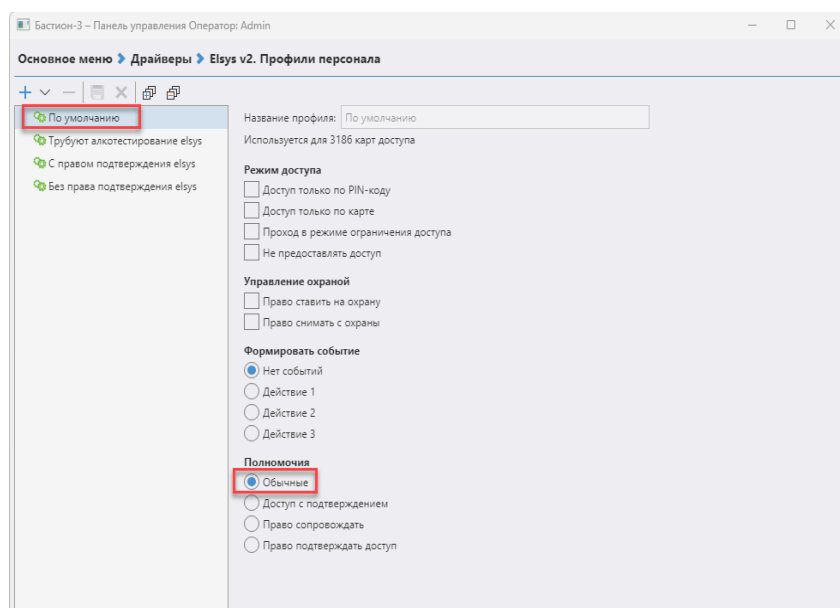 Бастион-3 – Панель управления Оператор: Admin
Основное меню Драйверы Elsys v2. Профили персонала
По умолчанию
Трубуют алкотестирование elsys
С правом подтверждения elsys
Без права подтверждения elsys
Название профиля: По умолчанию
Используется для 3186 карт доступа
Режим доступа
Доступ только по PIN-коду
Доступ только по карте
Проход в режиме ограничения доступа
Не предоставлять доступ
Управление охраной
Право ставить на охрану
Право снимать с охраны
Формировать событие
Нет событий
Действие 1
Действие 2
Действие 3
Полномочия
Обычные
Доступ с подтверждением
Право сопровождать
Право подтверждать доступ